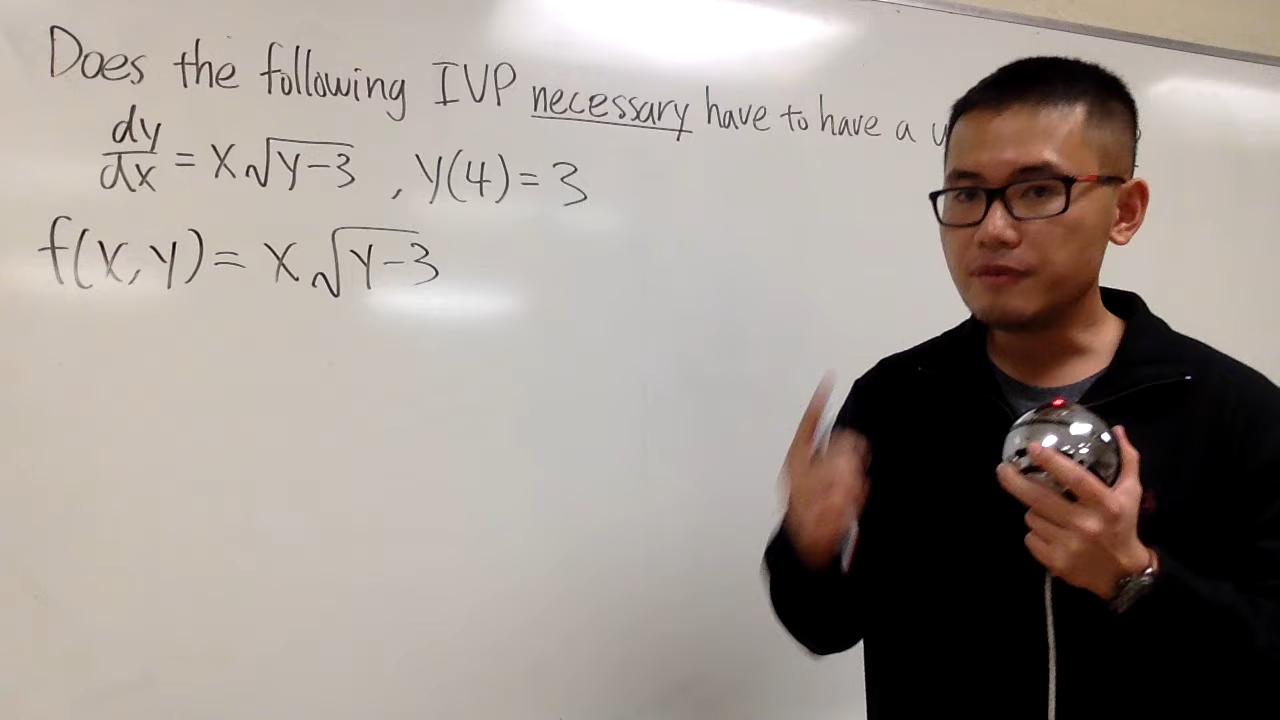 Does the following IVP necessary have to have a
dy/dx = x√(y-3) , y(4) = 3
f(x, y) = x√(y-3)